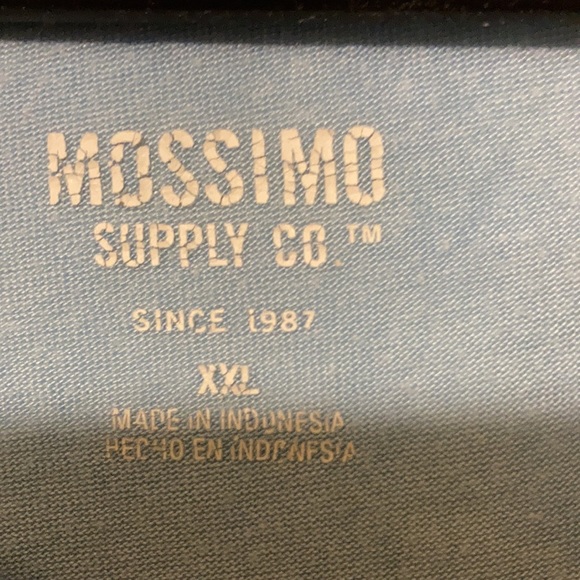 MOSSIMO
SUPPLY CO.™
SINCE 1987
XXL
MADE IN INDONESIA
HECHO EN INDONESIA